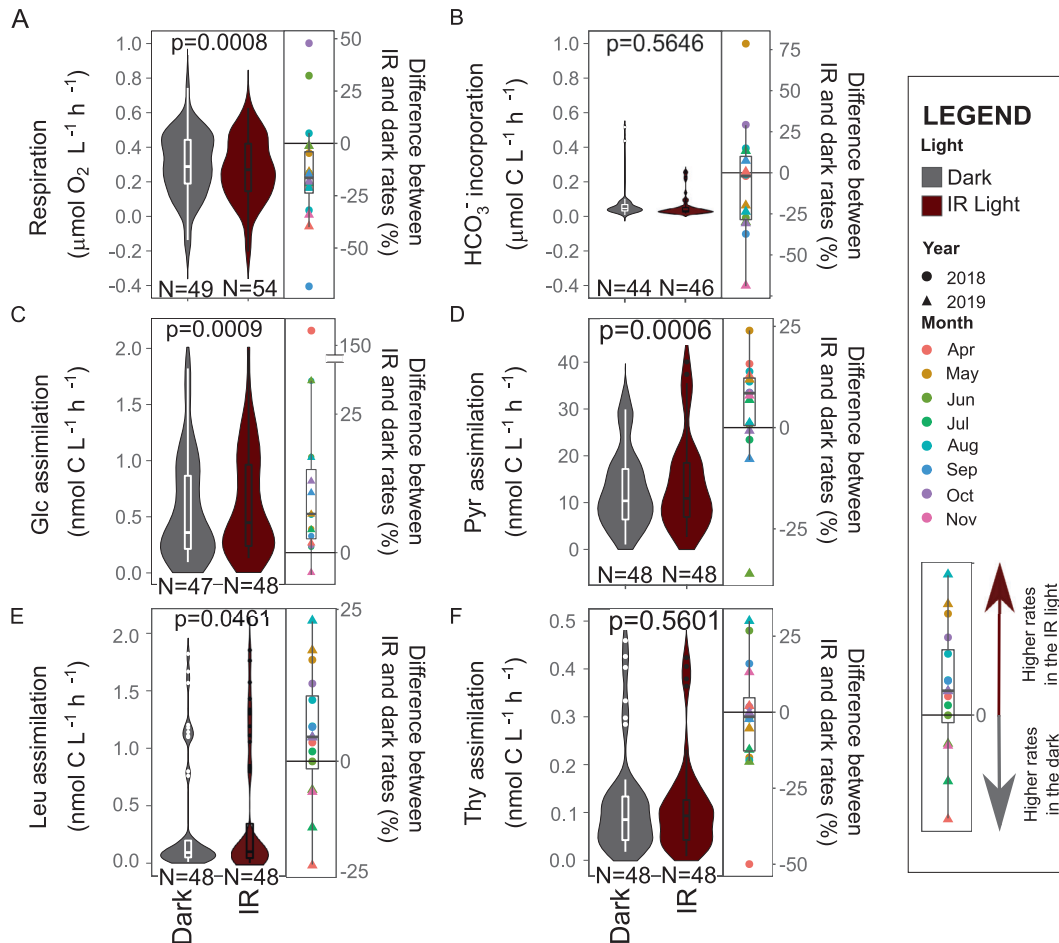 A
p=0.0008
Respiration
(μmol O2 L-1 h-1)
1.0
0.8
0.6
0.4
0.2
0.0
-0.2
-0.4
N=49
N=54
50
25
0
-25
-50
Difference between
IR and dark rates (%)
B
p=0.5646
HCO3- incorporation
(μmol C L-1 h-1)
1.0
0.8
0.6
0.4
0.2
0.0
-0.2
-0.4
N=44
N=46
75
50
25
0
-25
-50
Difference between
IR and dark rates (%)
C
p=0.0009
Glc assimilation
(nmol C L-1 h-1)
2.0
1.5
1.0
0.5
0.0
N=47
N=48
150
25
0
Difference between
IR and dark rates (%)
D
p=0.0006
Pyr assimilation
(nmol C L-1 h-1)
40
30
20
10
0
N=48
N=48
25
0
-25
Difference between
IR and dark rates (%)
E
p=0.0461
Leu assimilation
(nmol C L-1 h-1)
2.0
1.5
1.0
0.5
0.0
N=48
N=48
25
0
-25
Difference between
IR and dark rates (%)
Dark
IR
F
p=0.5601
Thy assimilation
(nmol C L-1 h-1)
0.5
0.4
0.3
0.2
0.1
0.0
N=48
N=48
25
0
-50
Difference between
IR and dark rates (%)
Dark
IR
LEGEND
Light
Dark
IR Light
Year
2018
2019
Month
Apr
May
Jun
Jul
Aug
Sep
Oct
Nov
0
Higher rates
in the IR light
Higher rates
in the dark